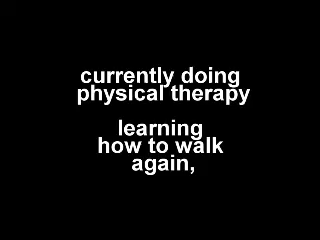 currently doing
physical therapy
learning
how to walk
again,